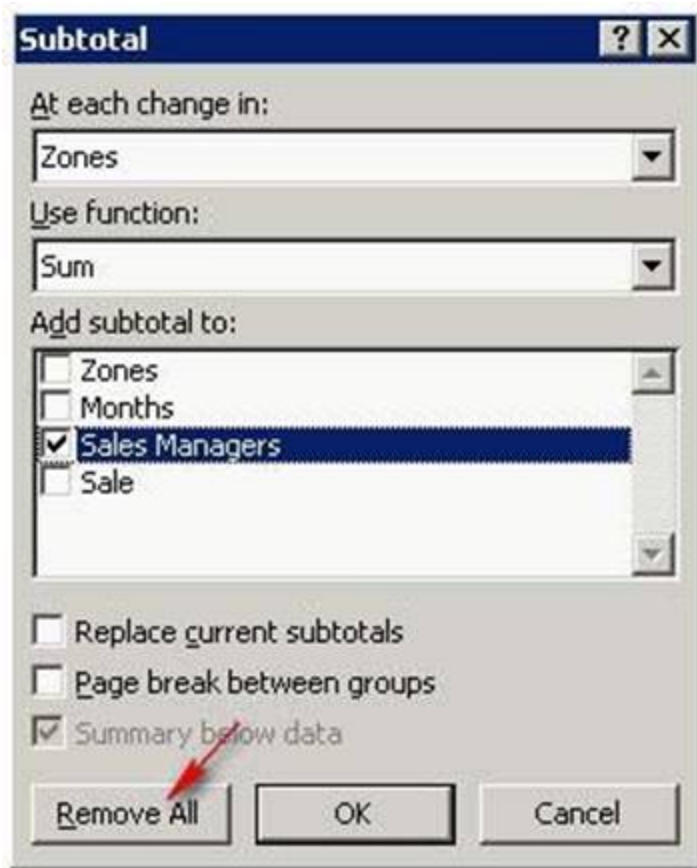 Subtotal
At each change in:
Zones
Use function:
Sum
Add subtotal to:
Zones
Months
Sales Managers
Sale
Replace current subtotals
Page break between groups
Summary below data
Remove All OK Cancel